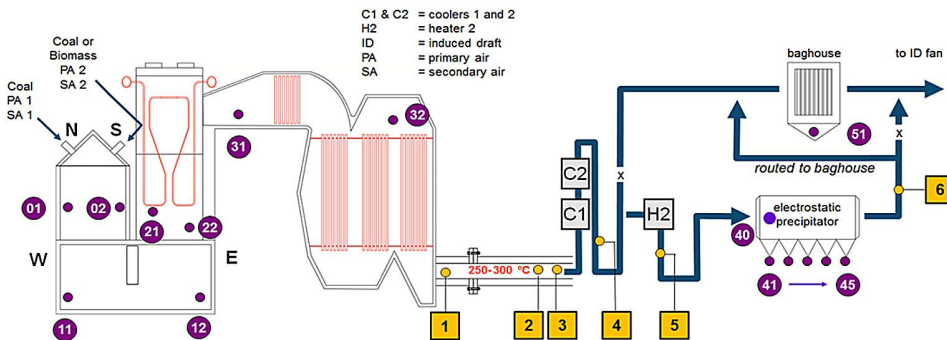 C1 & C2 = coolers 1 and 2
H2 = heater 2
ID = induced draft
PA = primary air
SA = secondary air
Coal or
Biomass
PA 2
SA 2
Coal
PA 1
SA 1
N
S
baghouse
to ID fan
31
32
51
01
02
21
22
W
E
11
12
C2
C1
H2
X
X
routed to baghouse
6
electrostatic
precipitator
40
41
45
250-300 ºC
1
2
3
4
5